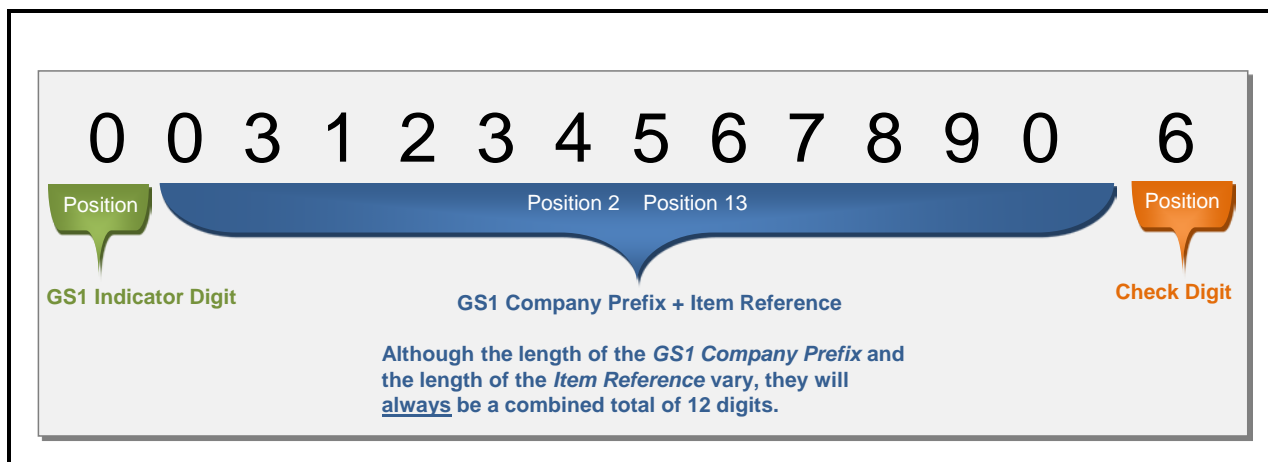 0 0 3 1 2 3 4 5 6 7 8 9 0 6
Position
Position 2 Position 13
Position
GS1 Indicator Digit
GS1 Company Prefix + Item Reference
Check Digit
Although the length of the GS1 Company Prefix and
the length of the Item Reference vary, they will
always be a combined total of 12 digits.